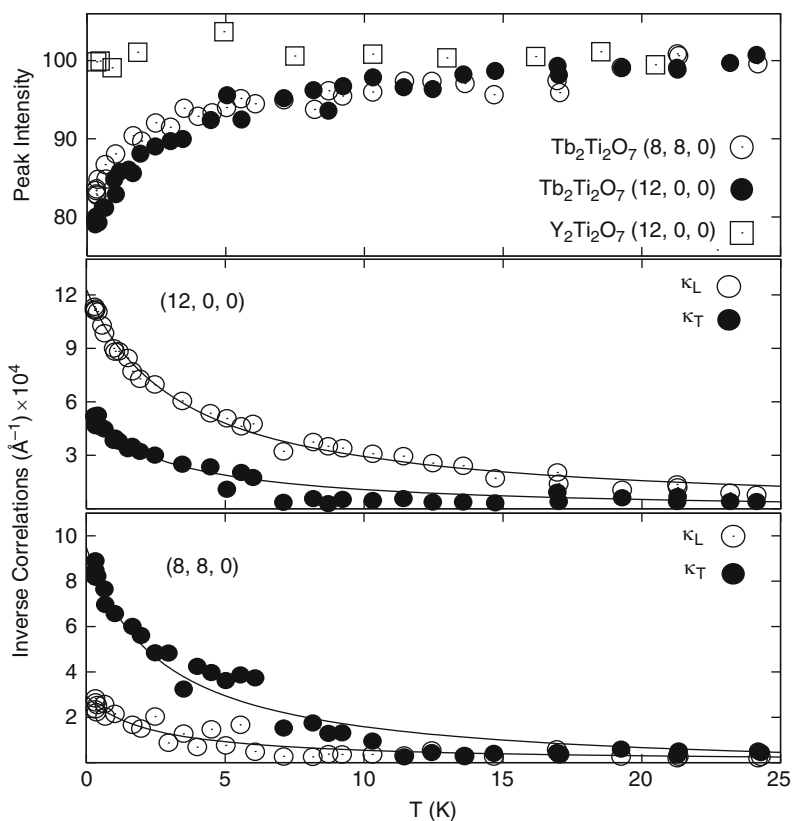 Peak Intensity
100
90
80
Tb₂Ti₂O₇ (8, 8, 0)
Tb₂Ti₂O₇ (12, 0, 0)
Y₂Ti₂O₇ (12, 0, 0)
Inverse Correlations (Å⁻¹) × 10⁴
12
9
6
3
(12, 0, 0)
κL
κT
10
8
6
4
2
(8, 8, 0)
κL
κT
0 5 10 15 20 25
T (K)